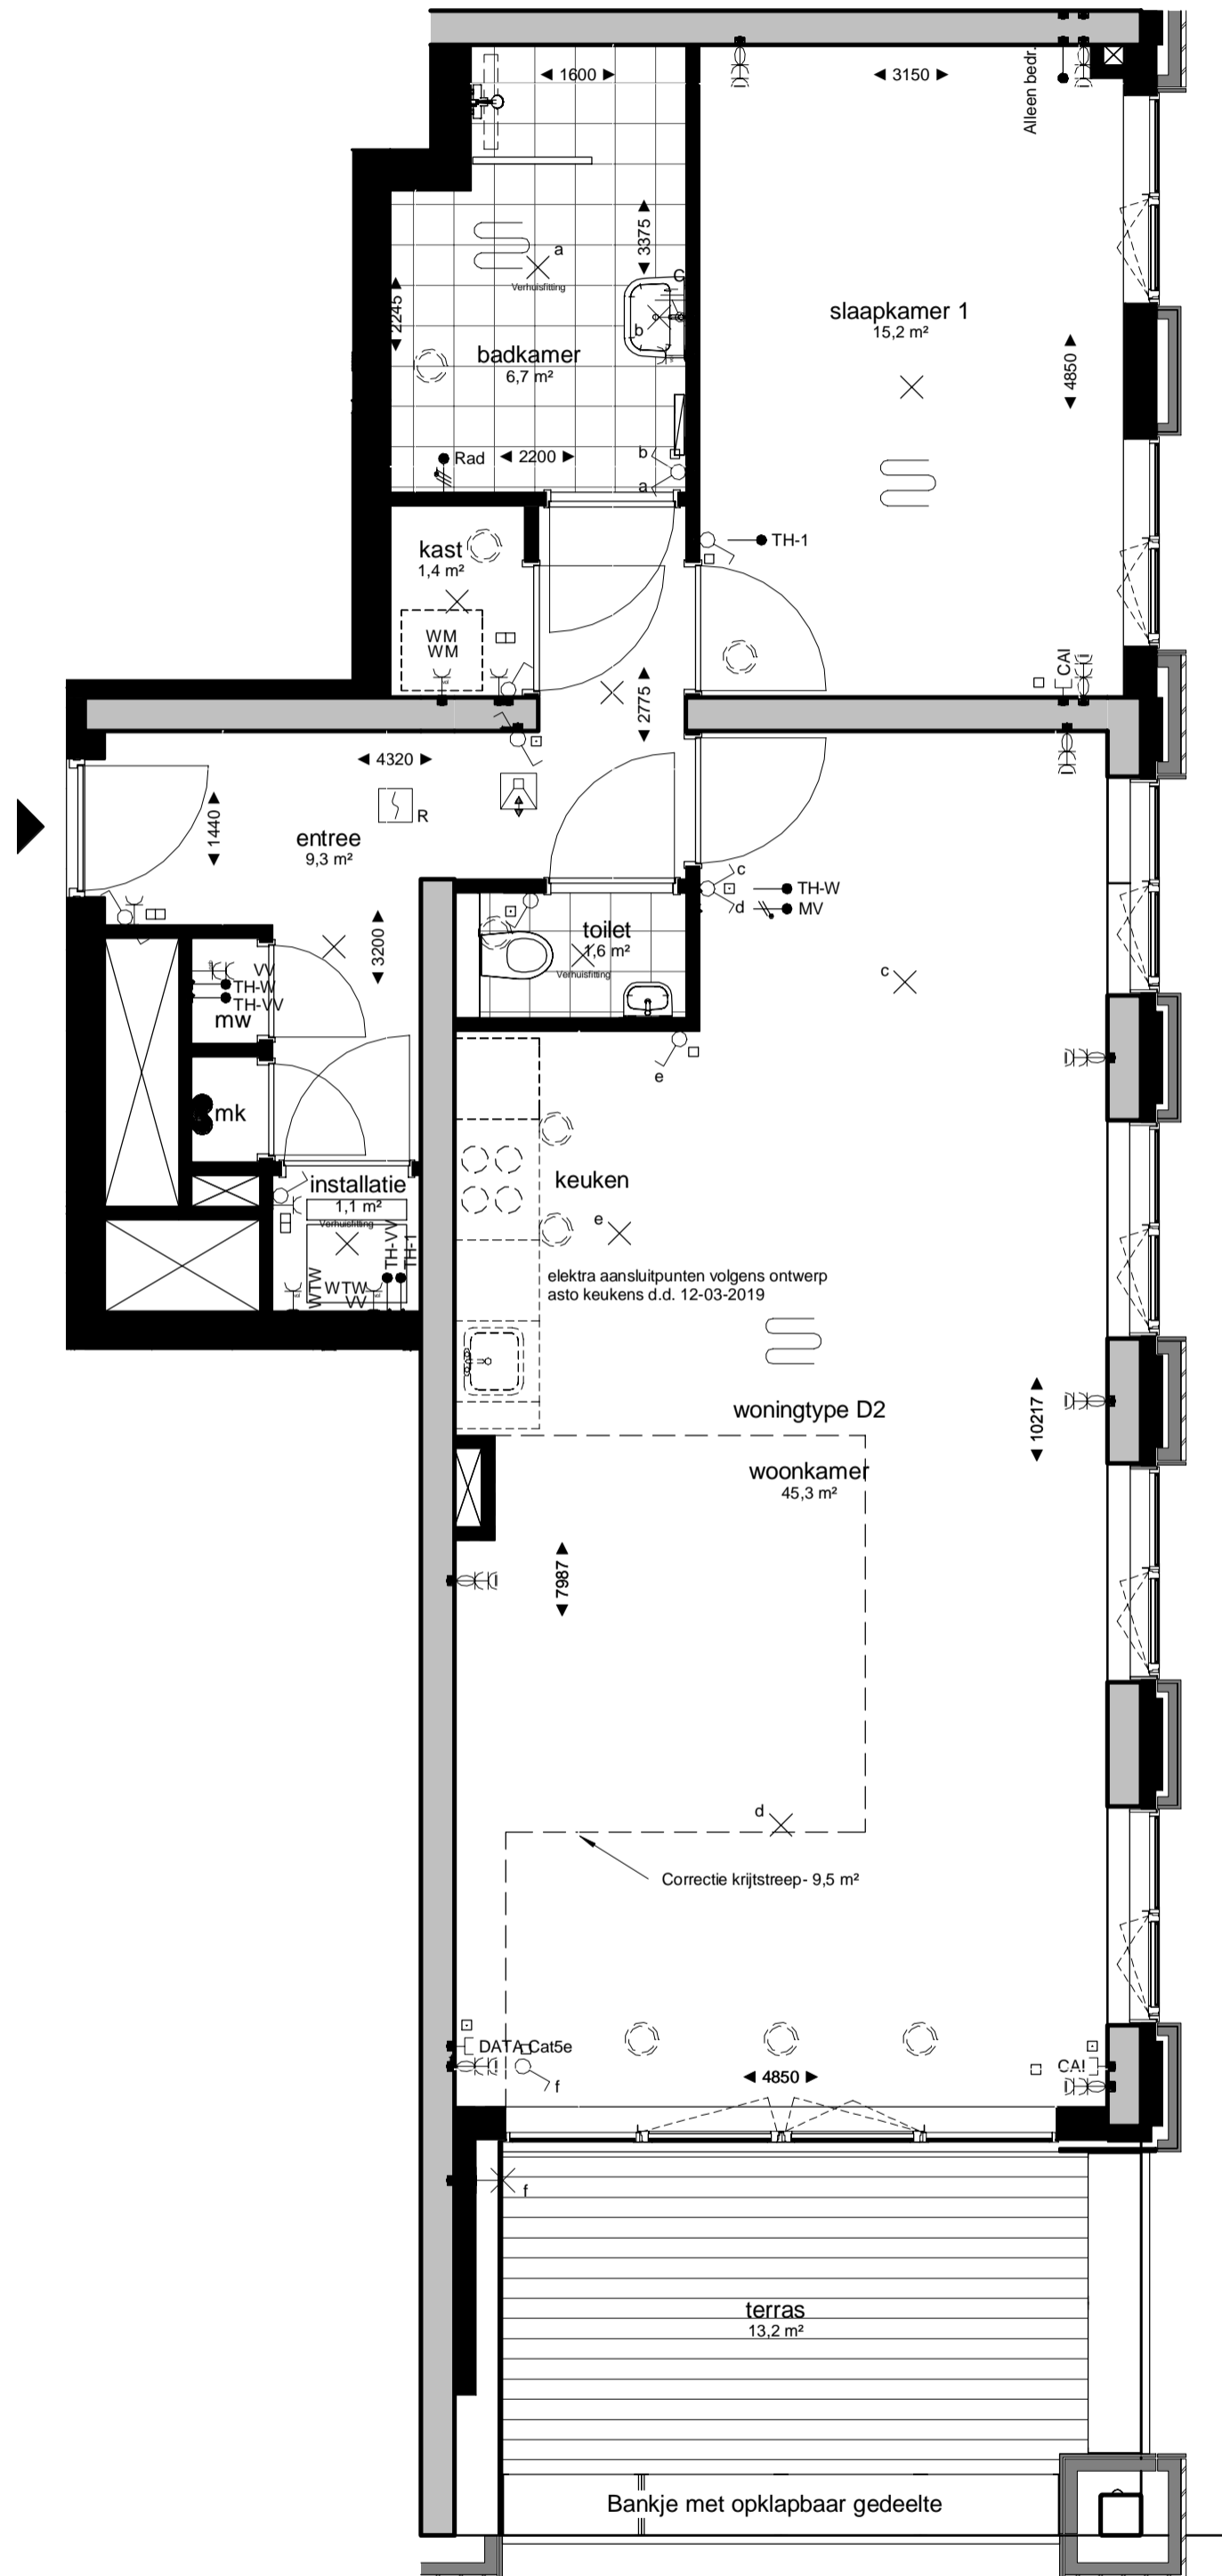 1600
3150
Alleen bedr.
3375
a
Verhuisfitting
C
2245
b
slaapkamer 1
15,2 m²
badkamer
6,7 m²
4850
Rad
2200
b
a
kast
1,4 m²
TH-1
WM
WM
CAI
2775
4320
R
1440
entree
9,3 m²
c
TH-W
d
MV
3200
toilet
1,6 m²
Verhuisfitting
VV
TH-W
TH-VV
mw
c
e
mk
installatie
1,1 m²
Verhuisfitting
keuken
e
TH-VV
TH-1
WTW
WTW
VV
elektra aansluitpunten volgens ontwerp
asto keukens d.d. 12-03-2019
10217
woningtype D2
woonkamer
45,3 m²
7987
d
Correctie krijtstreep- 9,5 m²
DATA Cat5e
CAI
f
4850
f
terras
13,2 m²
Bankje met opklapbaar gedeelte